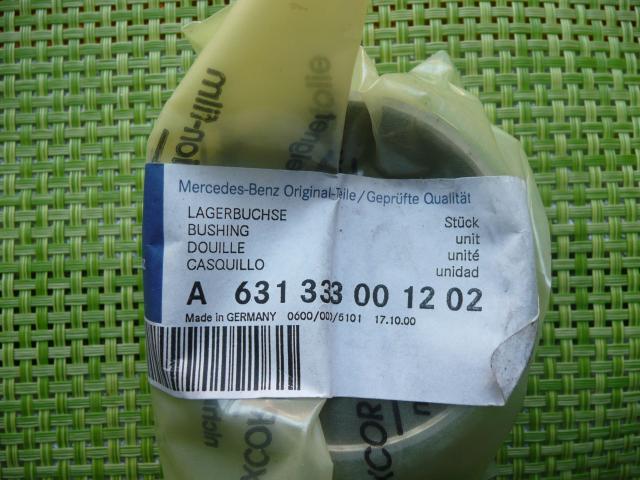 Mercedes-Benz Original-Teile/Geprüfte Qualität
LAGERBUCHSE
BUSHING
DOUILLE
CASQUILLO
Stück
unit
unité
unidad
A 631 333 00 12 02
Made in GERMANY 0600/00/5101 17.10.00